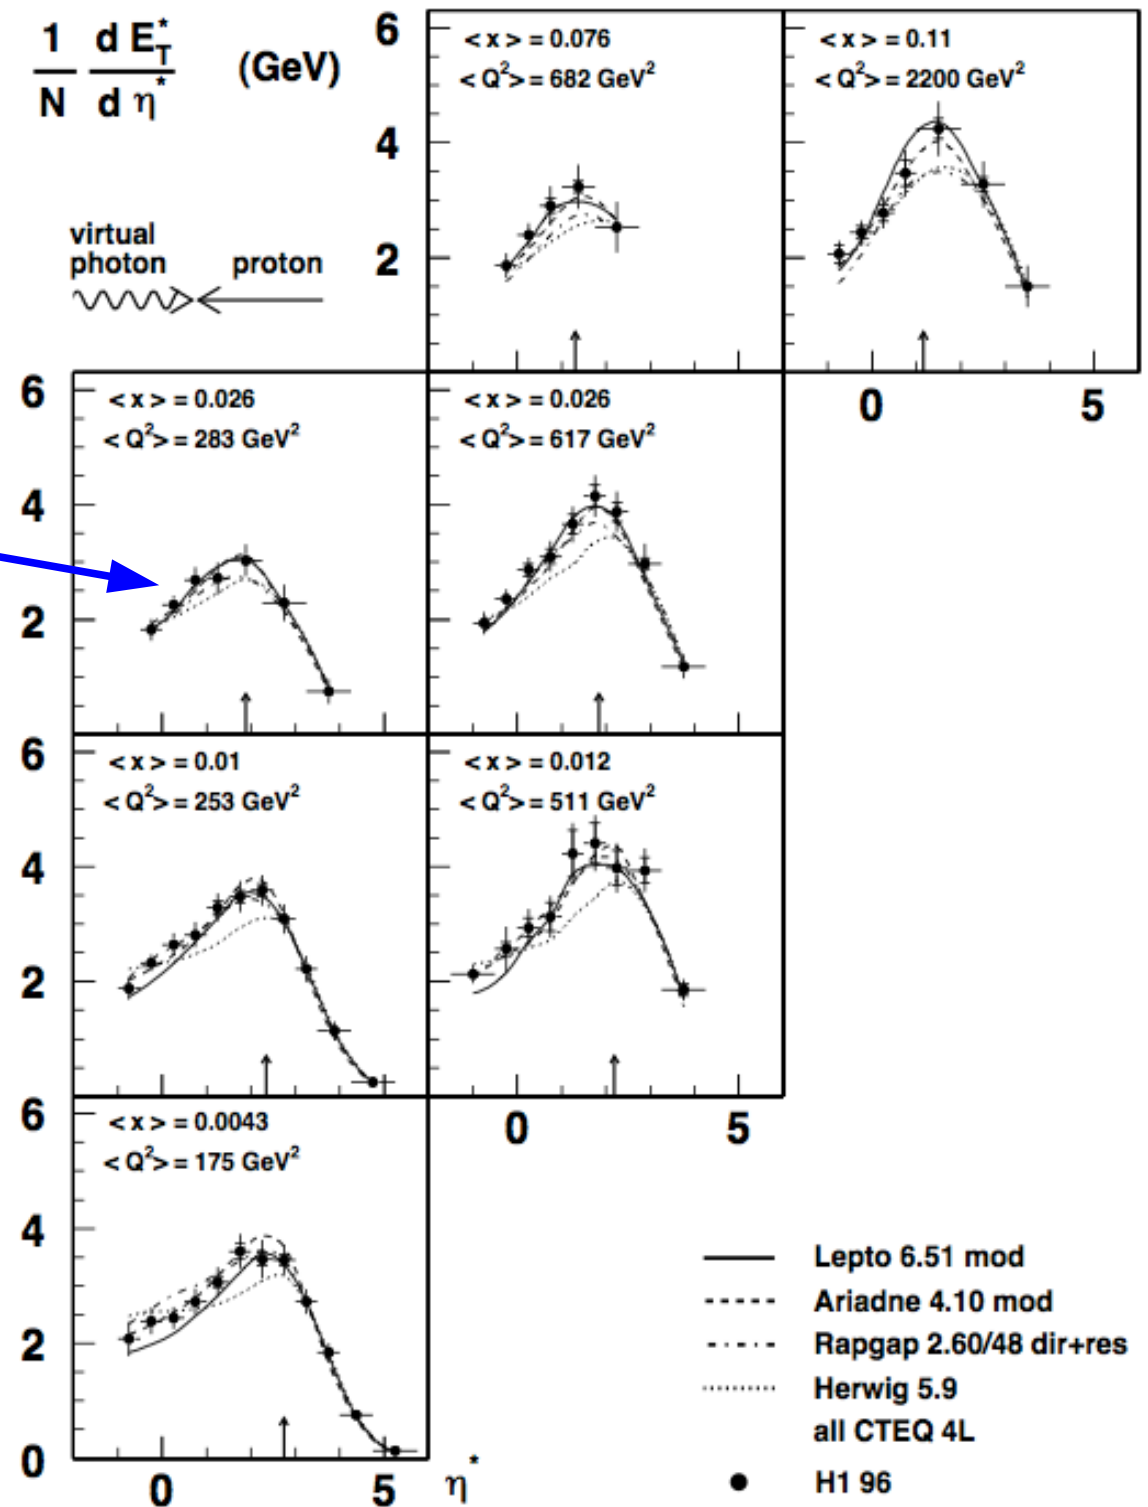 1 d E*T (GeV)
N d η*
virtual
photon
proton
6
4
2
< x > = 0.076
< Q²> = 682 GeV²
< x > = 0.11
< Q²> = 2200 GeV²
0 5
6
4
2
< x > = 0.026
< Q²> = 283 GeV²
< x > = 0.026
< Q²> = 617 GeV²
6
4
2
< x > = 0.01
< Q²> = 253 GeV²
< x > = 0.012
< Q²> = 511 GeV²
0 5
6
4
2
0
< x > = 0.0043
< Q²> = 175 GeV²
0 5 η*
Lepto 6.51 mod
Ariadne 4.10 mod
Rapgap 2.60/48 dir+res
Herwig 5.9
all CTEQ 4L
H1 96